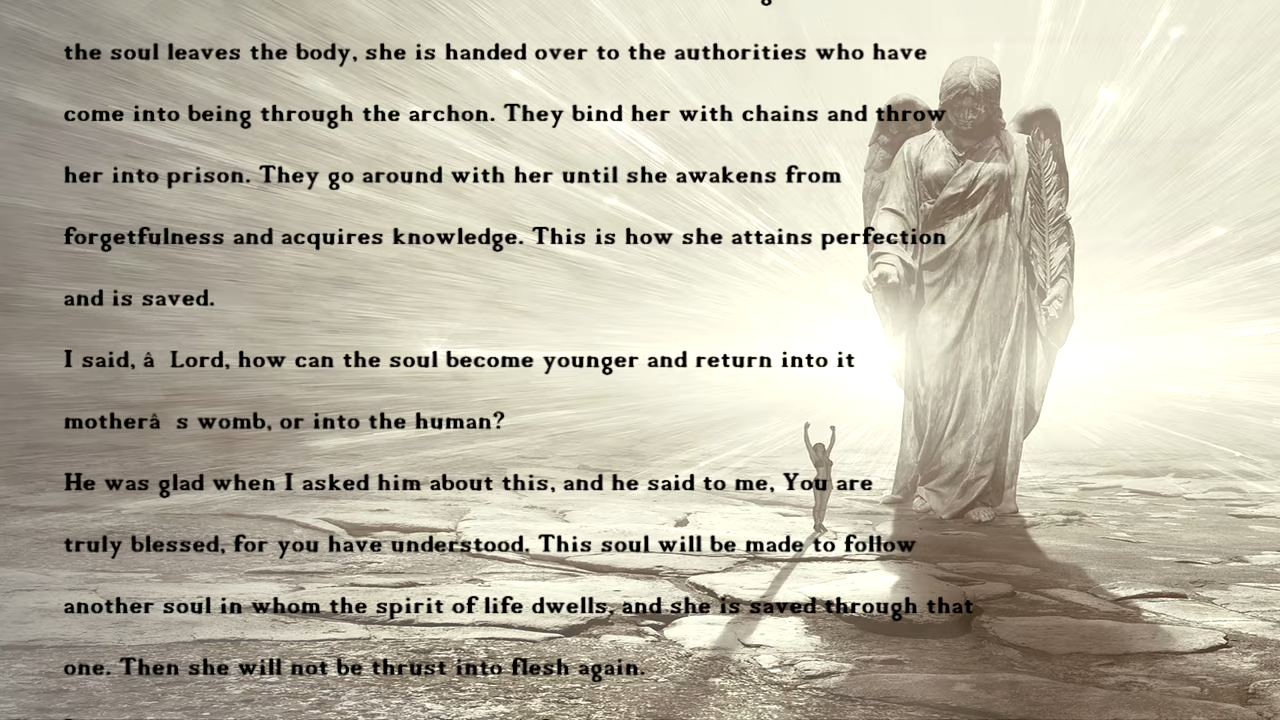 the soul leaves the body, she is handed over to the authorities who have
come into being through the archon. They bind her with chains and throw
her into prison. They go around with her until she awakens from
forgetfulness and acquires knowledge. This is how she attains perfection
and is saved.
I said, â  Lord, how can the soul become younger and return into it
motherâ  s womb, or into the human?
He was glad when I asked him about this, and he said to me, You are
truly blessed, for you have understood. This soul will be made to follow
another soul in whom the spirit of life dwells, and she is saved through that
one. Then she will not be thrust into flesh again.